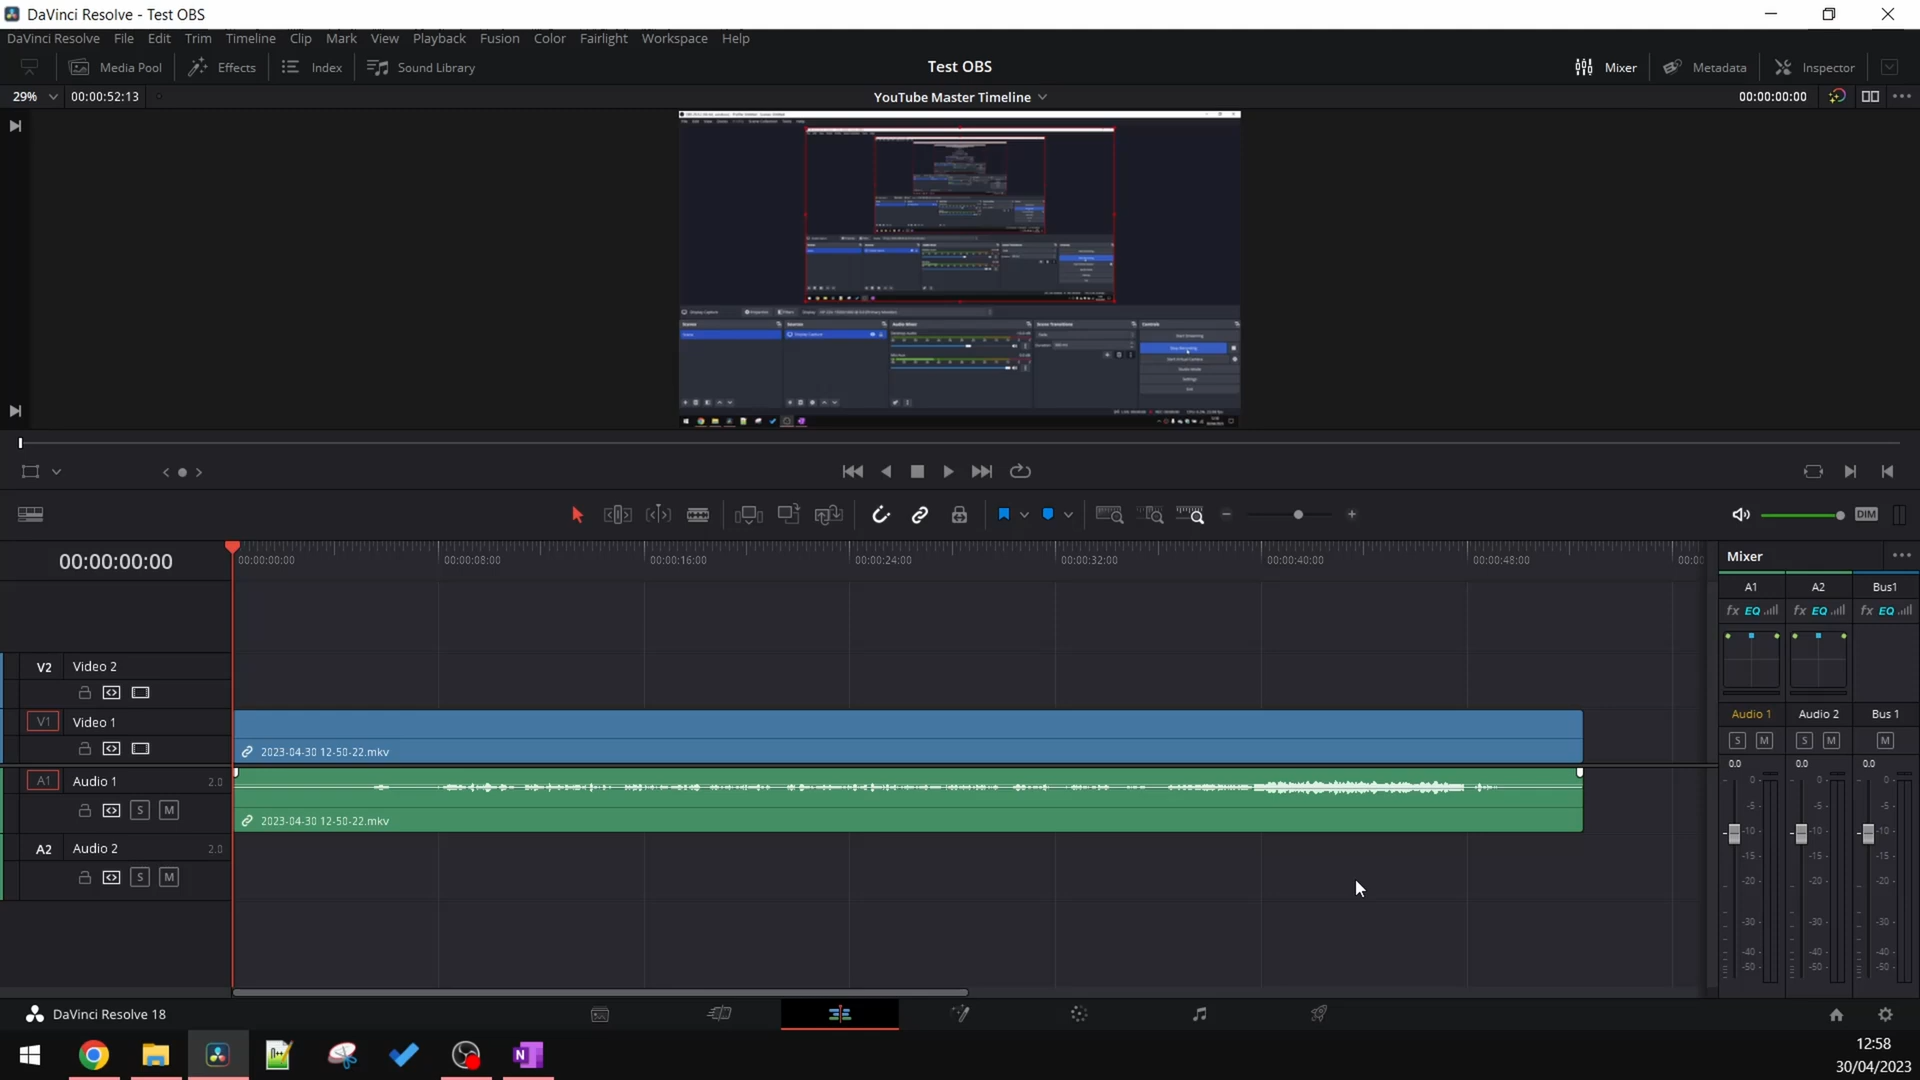 DaVinci Resolve - Test OBS
DaVinci Resolve File Edit Trim Timeline Clip Mark View Playback Fusion Color Fairlight Workspace Help
Media Pool Effects Index Sound Library Test OBS Mixer Metadata Inspector
29% 00:00:52:13 YouTube Master Timeline 00:00:00:00
DIM
00:00:00:00
00:00:00:00 00:00:08:00 00:00:16:00 00:00:24:00 00:00:32:00 00:00:40:00 00:00:48:00 00:00
V2 Video 2
V1 Video 1
2023-04-30 12-50-22.mkv
A1 Audio 1 2.0
S M
2023-04-30 12-50-22.mkv
A2 Audio 2 2.0
S M
Mixer
A1 A2 Bus1
fx EQ fx EQ fx EQ
Audio 1 Audio 2 Bus 1
S M S M M
0.0 0.0 0.0
0- 0- 0-
-5- -5- -5-
-10- -10- -10-
-15- -15- -15-
-20- -20- -20-
-30- -30- -30-
-40- -40- -40-
-50- -50- -50-
DaVinci Resolve 18
12:58
30/04/2023